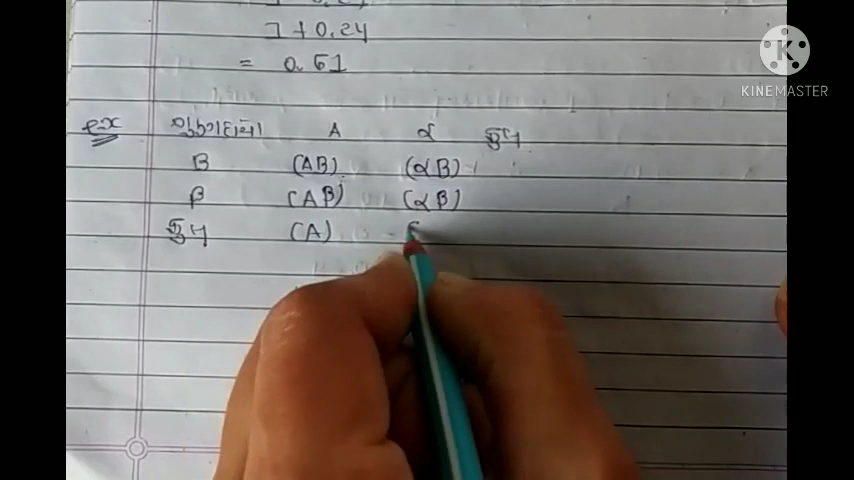 1 + 0.24
= 0.61
ex ગુણધર્મો A α કુલ
B (AB) (αB)
β (Aβ) (αβ)
કુલ (A) (
K
KINEMASTER